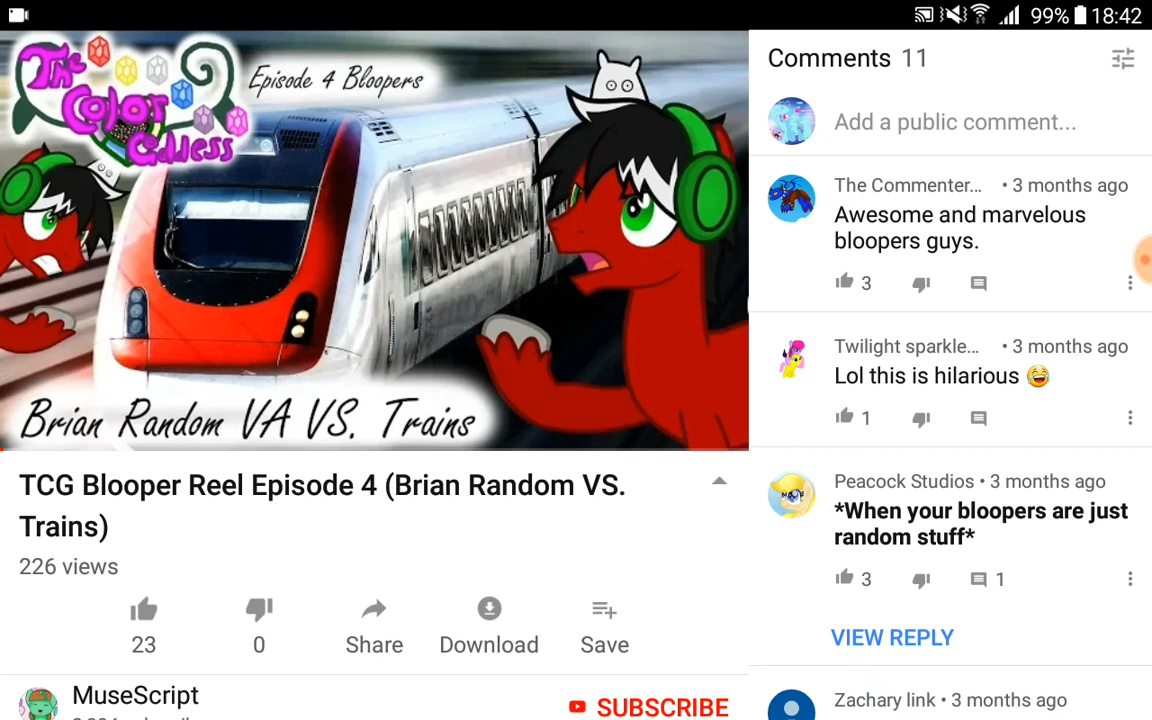 99% 18:42
The
Color
Goddess
Episode 4 Bloopers
Brian Random VA VS. Trains
TCG Blooper Reel Episode 4 (Brian Random VS.
Trains)
226 views
23
0
Share
Download
Save
MuseScript
SUBSCRIBE
Comments 11
Add a public comment...
The Commenter... • 3 months ago
Awesome and marvelous
bloopers guys.
3
Twilight sparkle... • 3 months ago
Lol this is hilarious 😂
1
Peacock Studios • 3 months ago
*When your bloopers are just
random stuff*
3 1
VIEW REPLY
Zachary link • 3 months ago